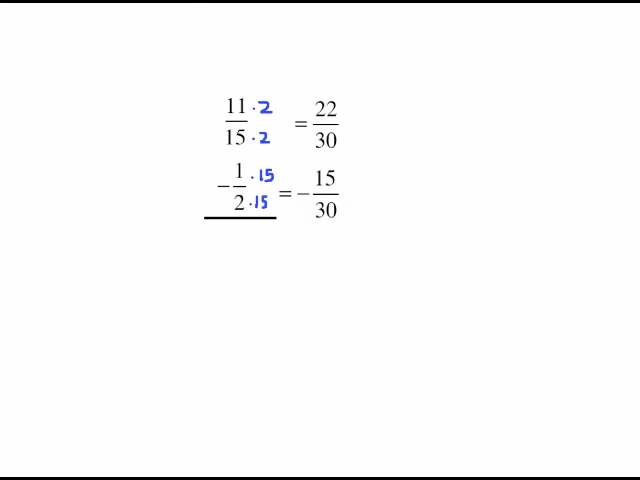 11/15 · 2 / · 2 = 22/30
- 1/2 · 15 / · 15 = - 15/30